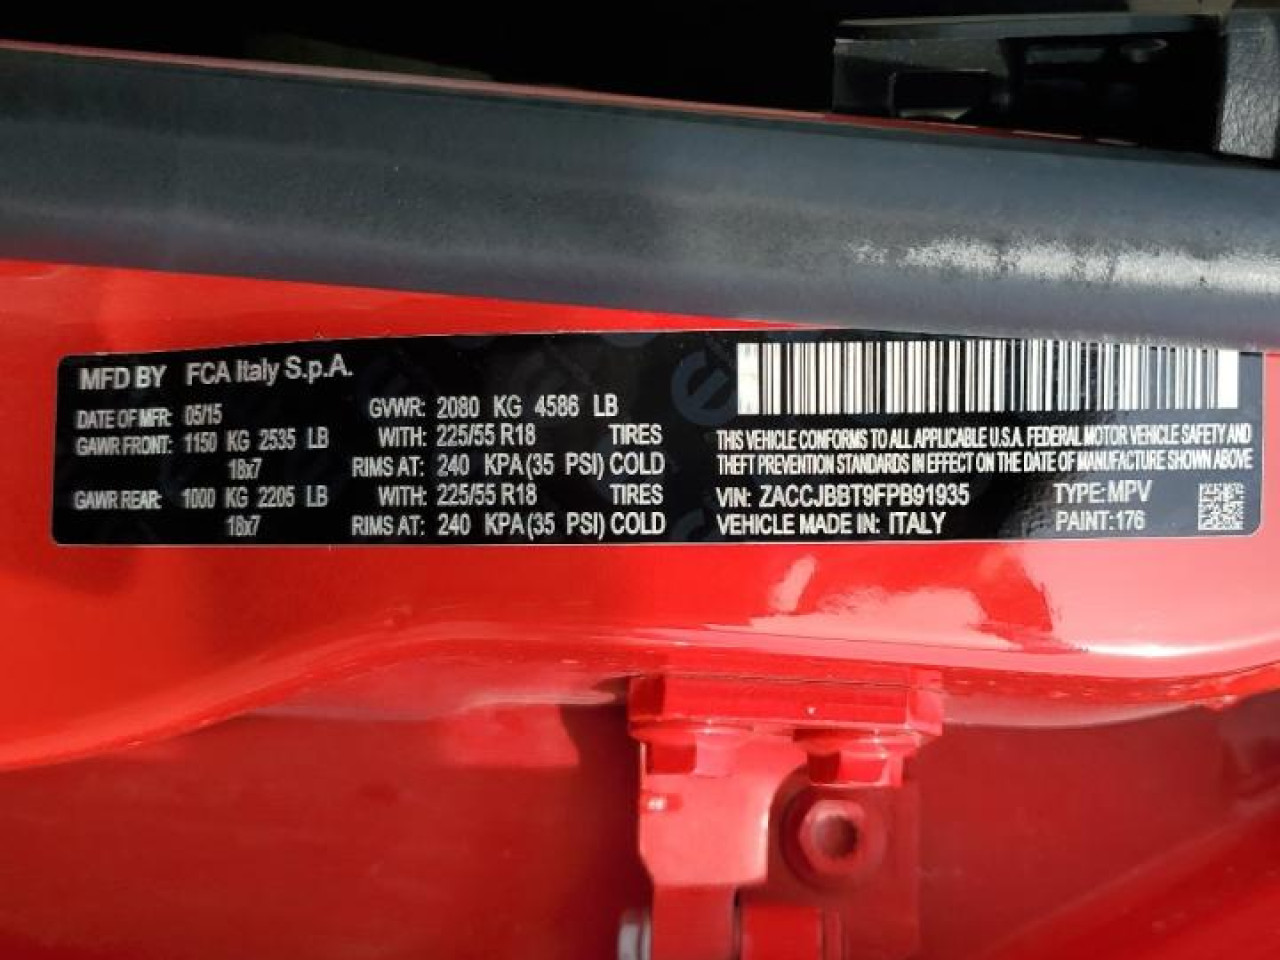 MFD BY FCA Italy S.p.A.
DATE OF MFR: 05/15 GVWR: 2080 KG 4586 LB
GAWR FRONT: 1150 KG 2535 LB WITH: 225/55 R18 TIRES
18x7 RIMS AT: 240 KPA (35 PSI) COLD
GAWR REAR: 1000 KG 2205 LB WITH: 225/55 R18 TIRES
18x7 RIMS AT: 240 KPA (35 PSI) COLD
THIS VEHICLE CONFORMS TO ALL APPLICABLE U.S.A. FEDERAL MOTOR VEHICLE SAFETY AND
THEFT PREVENTION STANDARDS IN EFFECT ON THE DATE OF MANUFACTURE SHOWN ABOVE
VIN: ZACCJBBT9FPB91935 TYPE: MPV
VEHICLE MADE IN: ITALY PAINT: 176